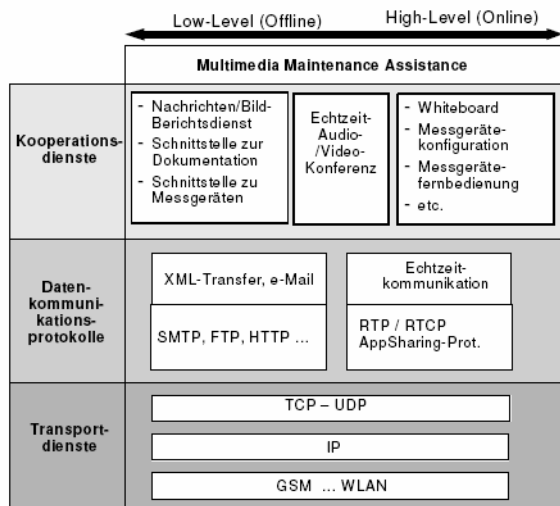 Low-Level (Offline) High-Level (Online)
Multimedia Maintenance Assistance
Kooperations-
dienste
- Nachrichten/Bild-
Berichtsdienst
- Schnittstelle zur
Dokumentation
- Schnittstelle zu
Messgeräten
Echtzeit-
Audio-
/Video-
Konferenz
- Whiteboard
- Messgeräte-
konfiguration
- Messgeräte-
fernbedienung
- etc.
Daten-
kommuni-
kations-
protokolle
XML-Transfer, e-Mail
SMTP, FTP, HTTP ...
Echtzeit-
kommunikation
RTP / RTCP
AppSharing-Prot.
Transport-
dienste
TCP – UDP
IP
GSM ... WLAN